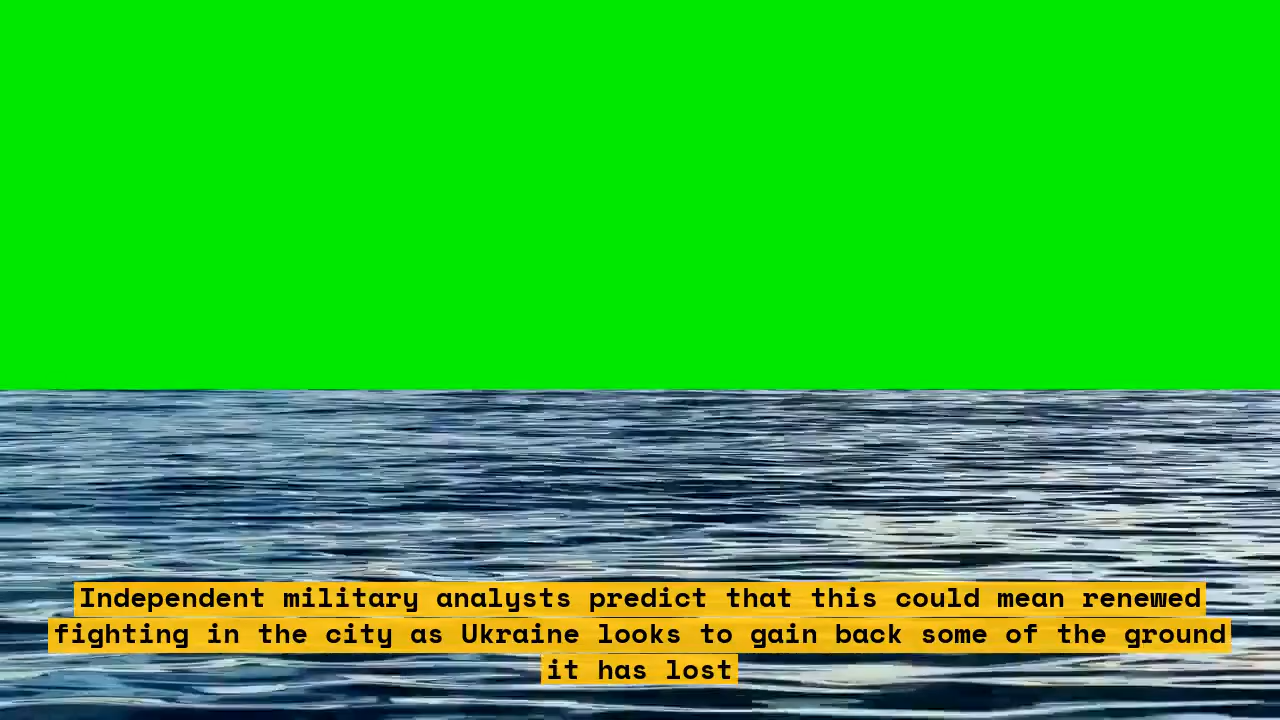 Independent military analysts predict that this could mean renewed
fighting in the city as Ukraine looks to gain back some of the ground
it has lost